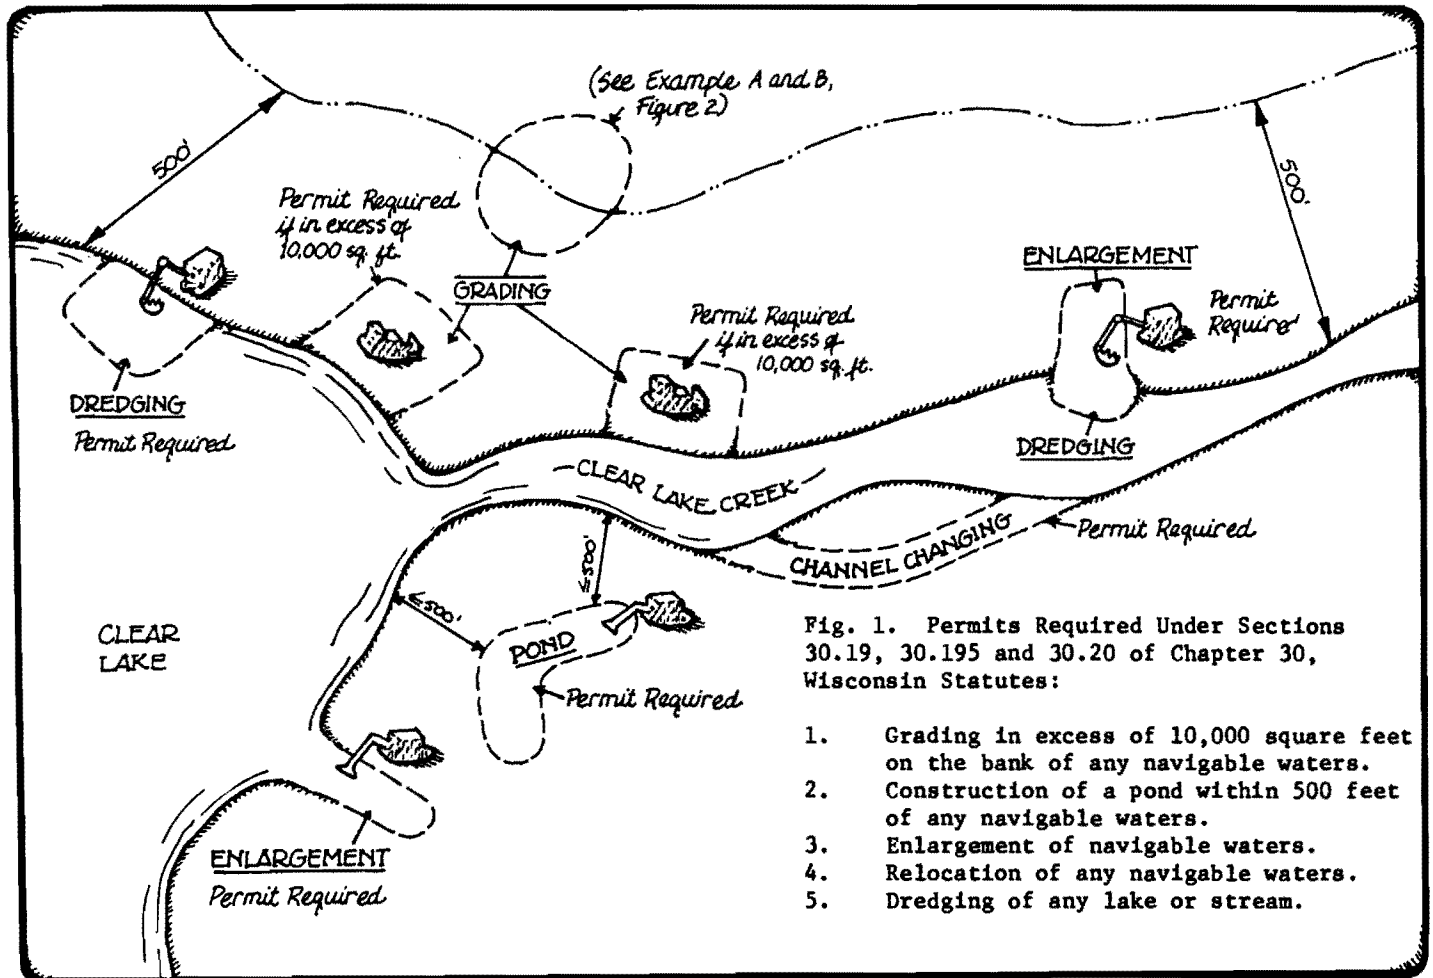 (See Example A and B,
Figure 2)
500'
Permit Required
if in excess of
10,000 sq. ft.
GRADING
500'
ENLARGEMENT
Permit
Require
Permit Required
if in excess of
10,000 sq. ft.
DREDGING
Permit Required
DREDGING
CLEAR LAKE CREEK
Permit Required
CHANNEL CHANGING
≤500'
≤500'
POND
Permit Required
CLEAR
LAKE
ENLARGEMENT
Permit Required
Fig. 1. Permits Required Under Sections
30.19, 30.195 and 30.20 of Chapter 30,
Wisconsin Statutes:
1. Grading in excess of 10,000 square feet
on the bank of any navigable waters.
2. Construction of a pond within 500 feet
of any navigable waters.
3. Enlargement of navigable waters.
4. Relocation of any navigable waters.
5. Dredging of any lake or stream.